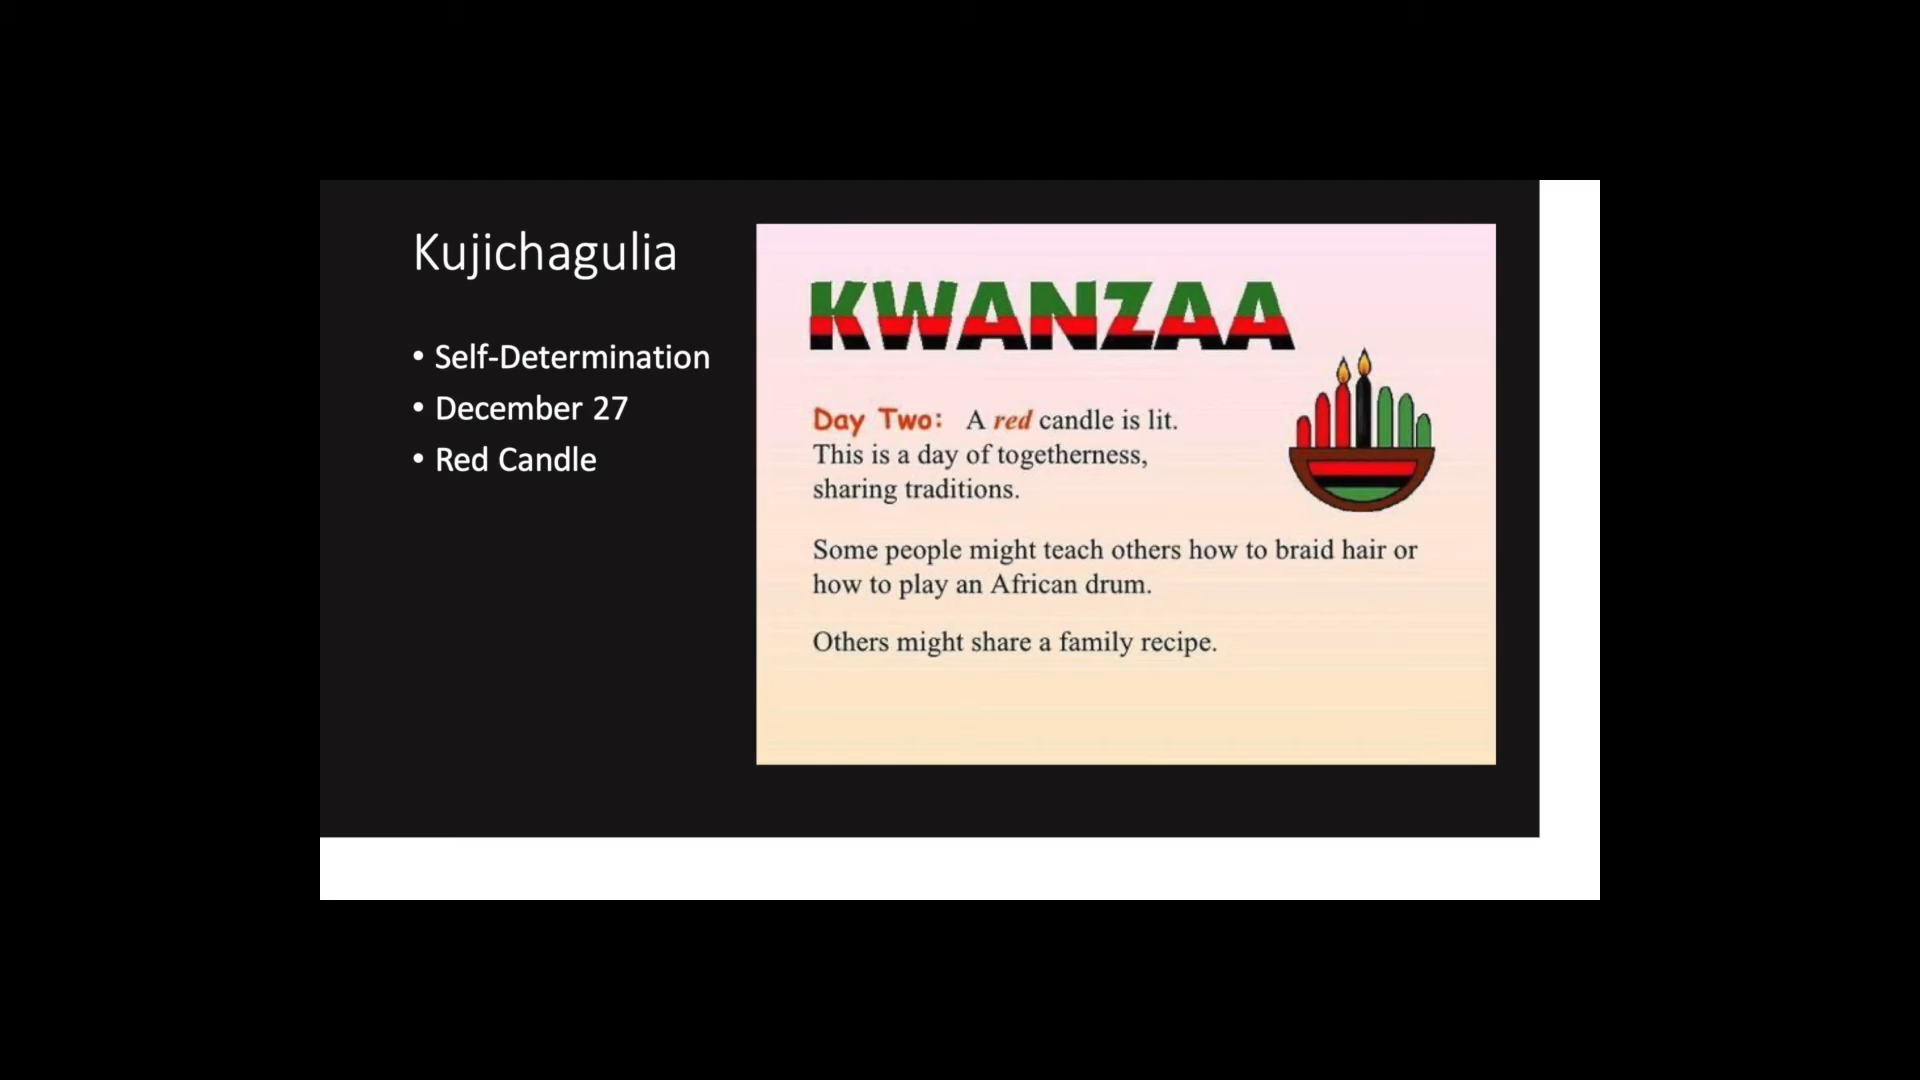 Kujichagulia
• Self-Determination
• December 27
• Red Candle
KWANZAA
Day Two: A red candle is lit.
This is a day of togetherness,
sharing traditions.
Some people might teach others how to braid hair or
how to play an African drum.
Others might share a family recipe.